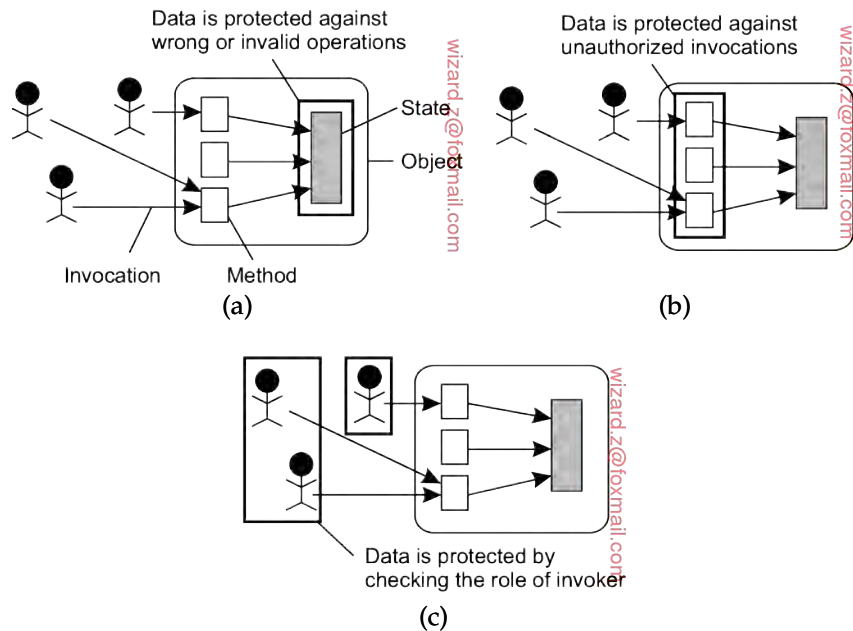 Data is protected against
wrong or invalid operations
State
Object
Invocation
Method
wizard.z@foxmail.com
(a)
Data is protected against
unauthorized invocations
wizard.z@foxmail.com
(b)
wizard.z@foxmail.com
Data is protected by
checking the role of invoker
(c)